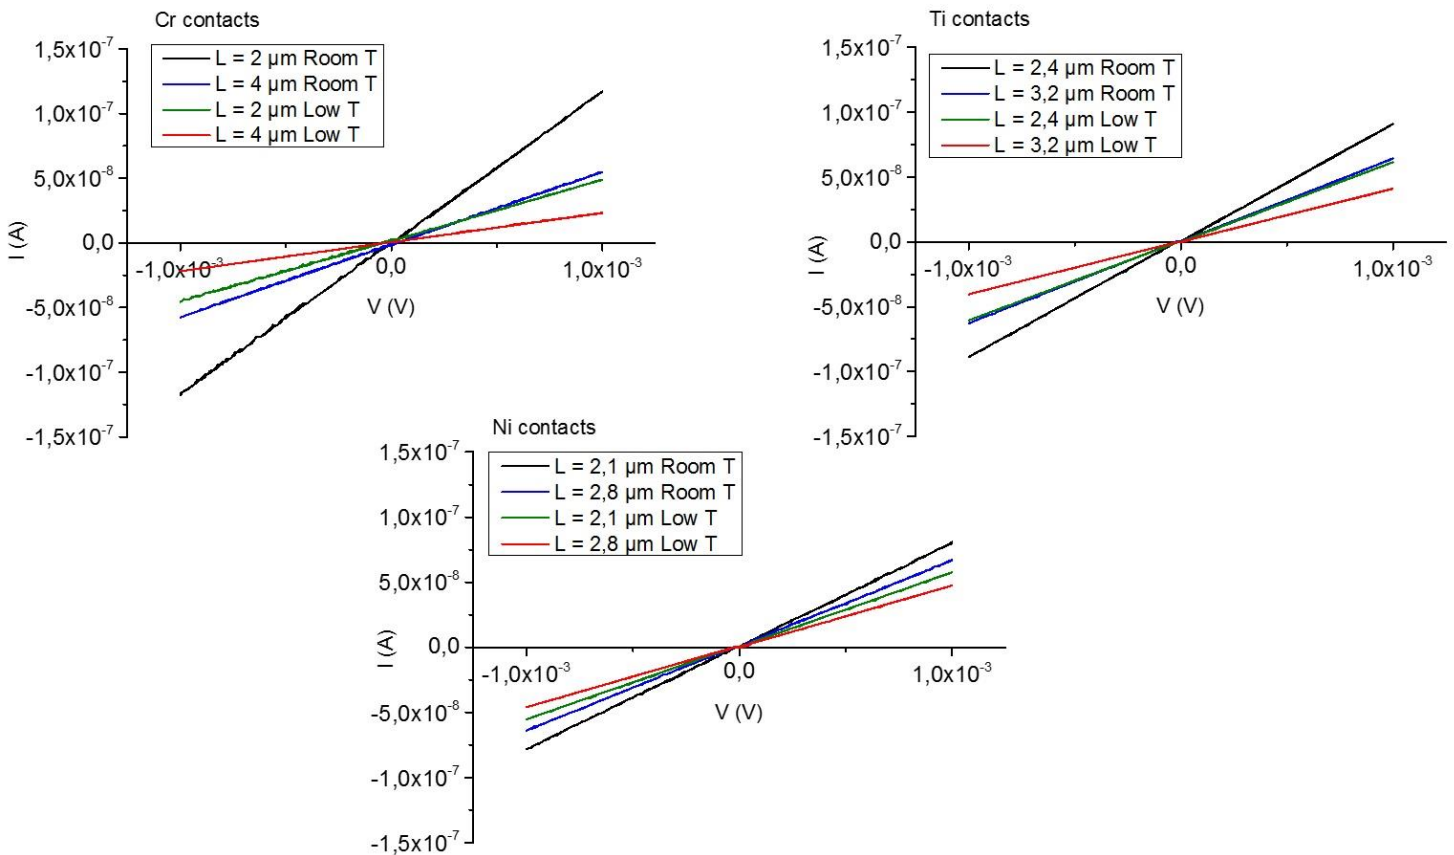 Cr contacts
L = 2 µm Room T
L = 4 µm Room T
L = 2 µm Low T
L = 4 µm Low T
1,5x10⁻⁷
1,0x10⁻⁷
5,0x10⁻⁸
0,0
-5,0x10⁻⁸
-1,0x10⁻⁷
-1,5x10⁻⁷
I (A)
-1,0x10⁻³
0,0
1,0x10⁻³
V (V)
Ti contacts
L = 2,4 µm Room T
L = 3,2 µm Room T
L = 2,4 µm Low T
L = 3,2 µm Low T
1,5x10⁻⁷
1,0x10⁻⁷
5,0x10⁻⁸
0,0
-5,0x10⁻⁸
-1,0x10⁻⁷
-1,5x10⁻⁷
I (A)
-1,0x10⁻³
0,0
1,0x10⁻³
V (V)
Ni contacts
L = 2,1 µm Room T
L = 2,8 µm Room T
L = 2,1 µm Low T
L = 2,8 µm Low T
1,5x10⁻⁷
1,0x10⁻⁷
5,0x10⁻⁸
0,0
-5,0x10⁻⁸
-1,0x10⁻⁷
-1,5x10⁻⁷
I (A)
-1,0x10⁻³
0,0
1,0x10⁻³
V (V)